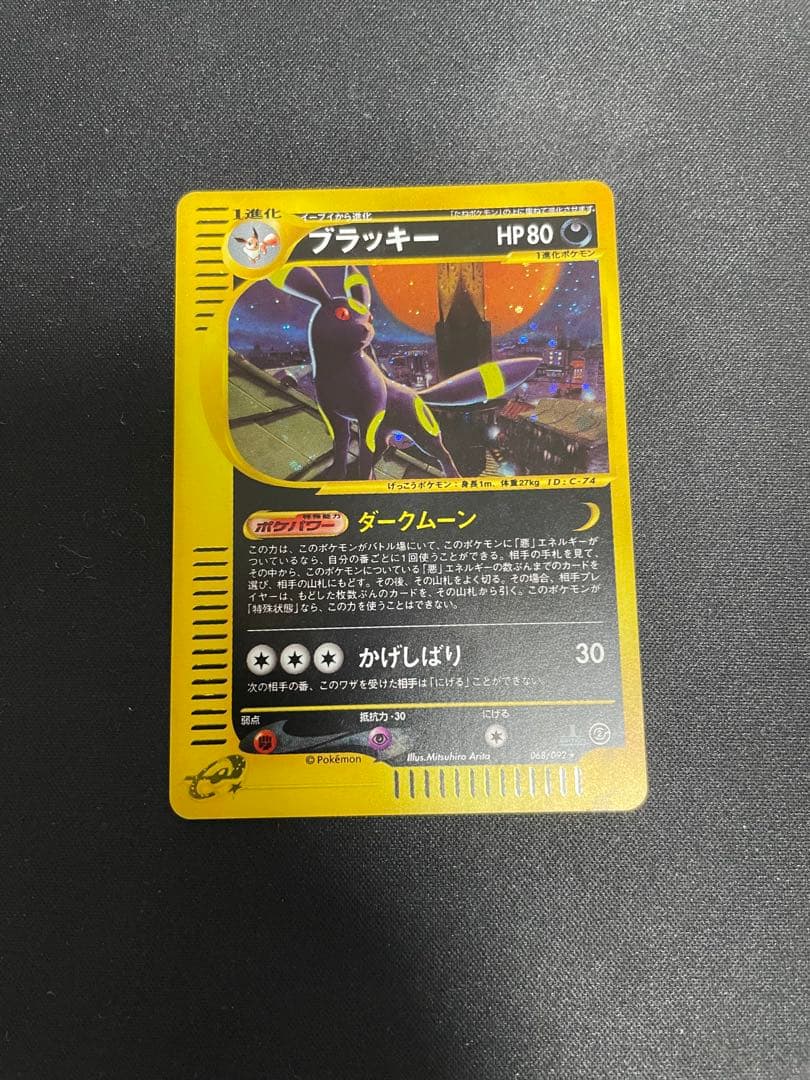 1進化
イーブイから進化
「たねポケモン」の上に重ねて進化させます
ブラッキー
HP80
1進化ポケモン
げっこうポケモン：身長1m、体重27kg ID：C-74
特殊能力
ポケパワー
ダークムーン
この力は、このポケモンがバトル場にいて、このポケモンに「悪」エネルギーが
ついているなら、自分の番ごとに1回使うことができる。相手の手札を見て、
その中から、このポケモンについている「悪」エネルギーの数ぶんまでのカードを
選び、相手の山札にもどす。その後、その山札をよく切る。その場合、相手プレ
イヤーは、もどした枚数ぶんのカードを、その山札から引く。このポケモンが
「特殊状態」なら、この力を使うことはできない。
かげしばり 30
次の相手の番、このワザを受けた相手は「にげる」ことができない。
弱点
抵抗力-30
にげる
©Pokémon
Illus.Mitsuhiro Arita
068/092★